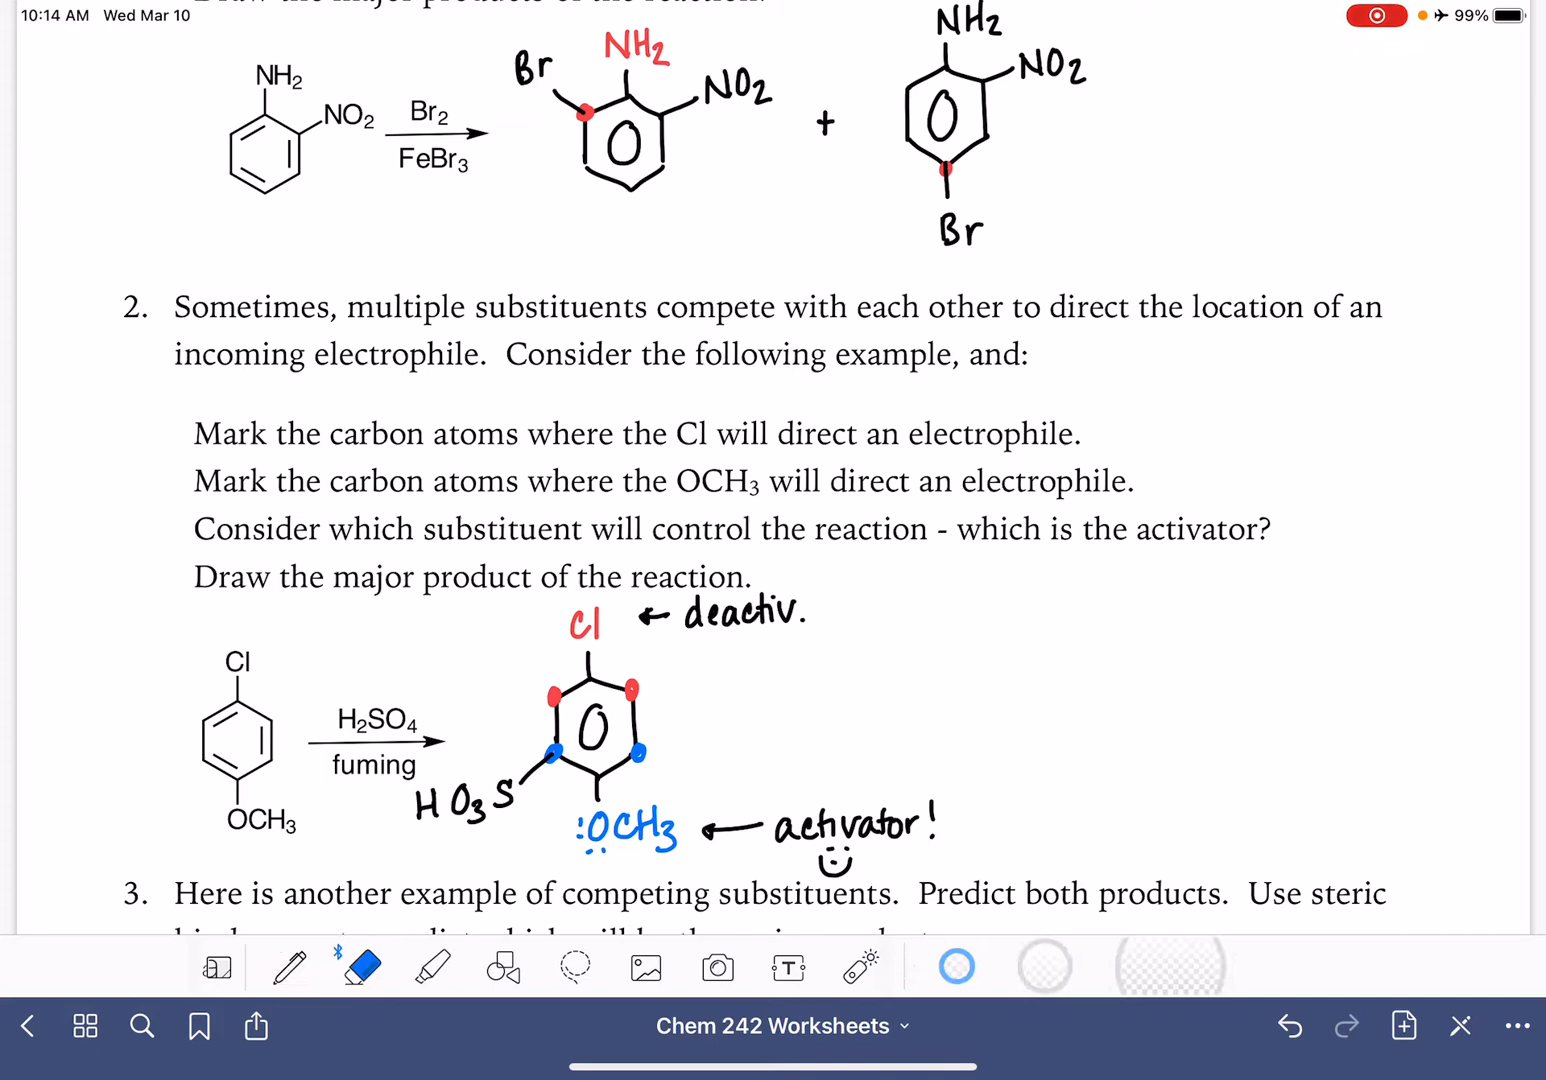 10:14 AM Wed Mar 10
99%
NH2
NO2
Br2
FeBr3
Br
NH2
NO2
+
NH2
NO2
Br
2. Sometimes, multiple substituents compete with each other to direct the location of an
incoming electrophile. Consider the following example, and:
Mark the carbon atoms where the Cl will direct an electrophile.
Mark the carbon atoms where the OCH3 will direct an electrophile.
Consider which substituent will control the reaction - which is the activator?
Draw the major product of the reaction.
Cl ← deactiv.
Cl
H2SO4
fuming
HO3S
OCH3
:OCH3 ← activator!
3. Here is another example of competing substituents. Predict both products. Use steric
T
Chem 242 Worksheets